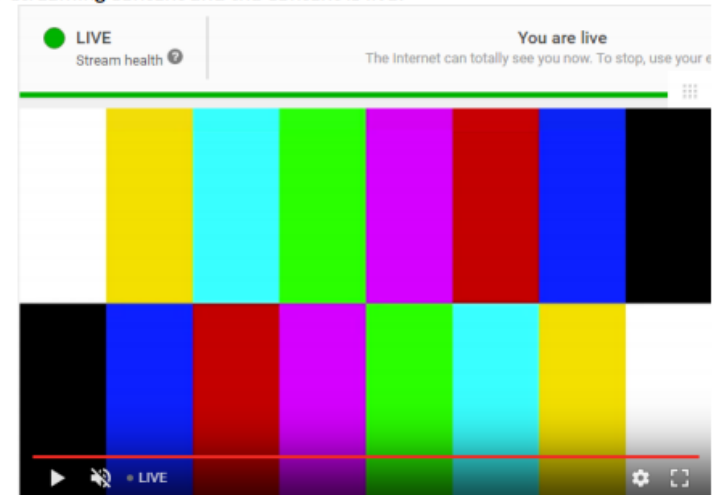 LIVE
Stream health ?
You are live
The Internet can totally see you now. To stop, use your e
LIVE